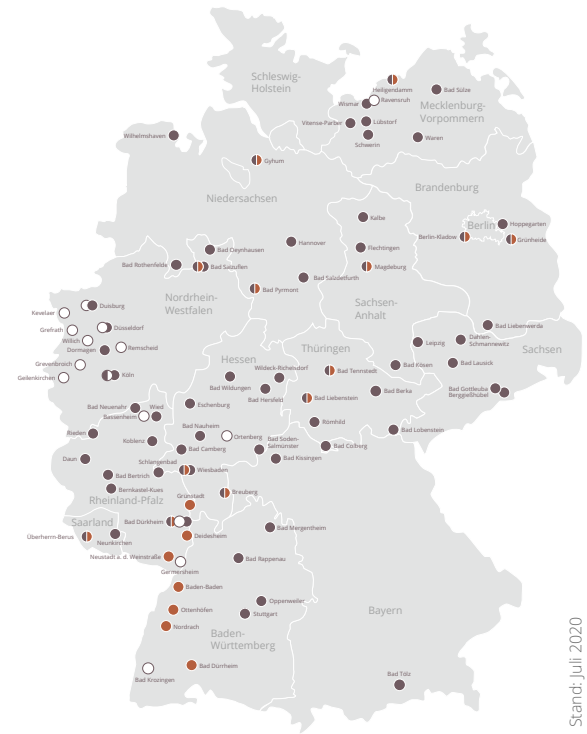 Schleswig-
Holstein
Heiligendamm
Bad Sülze
Wismar
Ravensruh
Mecklenburg-
Vorpommern
Vitense-Parber
Lübstorf
Wilhelmshaven
Schwerin
Waren
Gyhum
Niedersachsen
Brandenburg
Kalbe
Berlin
Hoppegarten
Berlin-Kladow
Grünheide
Hannover
Bad Oeynhausen
Flechtingen
Bad Rothenfelde
Bad Salzuflen
Magdeburg
Bad Salzdetfurth
Bad Pyrmont
Nordrhein-
Westfalen
Sachsen-
Anhalt
Duisburg
Kevelaer
Grefrath
Düsseldorf
Bad Liebenwerda
Willich
Dahlen-
Schmannewitz
Leipzig
Dormagen
Remscheid
Sachsen
Thüringen
Hessen
Grevenbroich
Bad Kösen
Bad Lausick
Wildeck-Richelsdorf
Bad Tennstedt
Geilenkirchen
Köln
Bad Wildungen
Bad Hersfeld
Bad Berka
Bad Gottleuba
Berggießhübel
Bad Liebenstein
Eschenburg
Bad Neuenahr
Wied
Bassenheim
Römhild
Bad Nauheim
Bad Lobenstein
Rieden
Ortenberg
Koblenz
Bad Soden-
Salmünster
Bad Colberg
Bad Camberg
Daun
Bad Kissingen
Schlangenbad
Wiesbaden
Bad Bertrich
Bernkastel-Kues
Breuberg
Grünstadt
Rheinland-Pfalz
Saarland
Bad Dürkheim
Bad Mergentheim
Überherrn-Berus
Neunkirchen
Deidesheim
Neustadt a. d. Weinstraße
Bad Rappenau
Germersheim
Baden-Baden
Oppenweiler
Ottenhöfen
Stuttgart
Bayern
Nordrach
Baden-
Württemberg
Bad Dürrheim
Bad Krozingen
Bad Tölz
Stand: Juli 2020